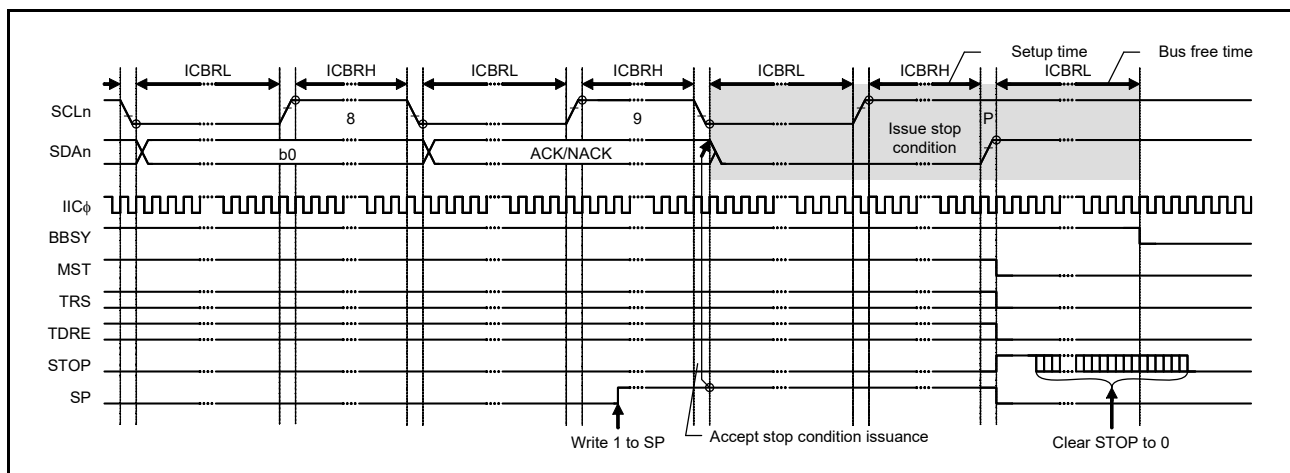 Setup time Bus free time
ICBRL ICBRH ICBRL ICBRH ICBRL ICBRH ICBRL
SCLn 8 9 P
Issue stop
condition
SDAn b0 ACK/NACK
IICϕ
BBSY
MST
TRS
TDRE
STOP
SP
Write 1 to SP Accept stop condition issuance Clear STOP to 0